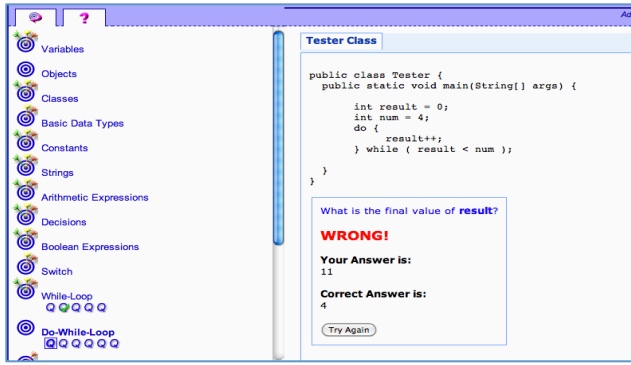 ?
Ad
Variables
Objects
Classes
Basic Data Types
Constants
Strings
Arithmetic Expressions
Decisions
Boolean Expressions
Switch
While-Loop
Q Q Q Q Q
Do-While-Loop
Q Q Q Q Q Q
Tester Class
public class Tester {
public static void main(String[] args) {
int result = 0;
int num = 4;
do {
result++;
} while ( result < num );
}
}
What is the final value of result?
WRONG!
Your Answer is:
11
Correct Answer is:
4
Try Again